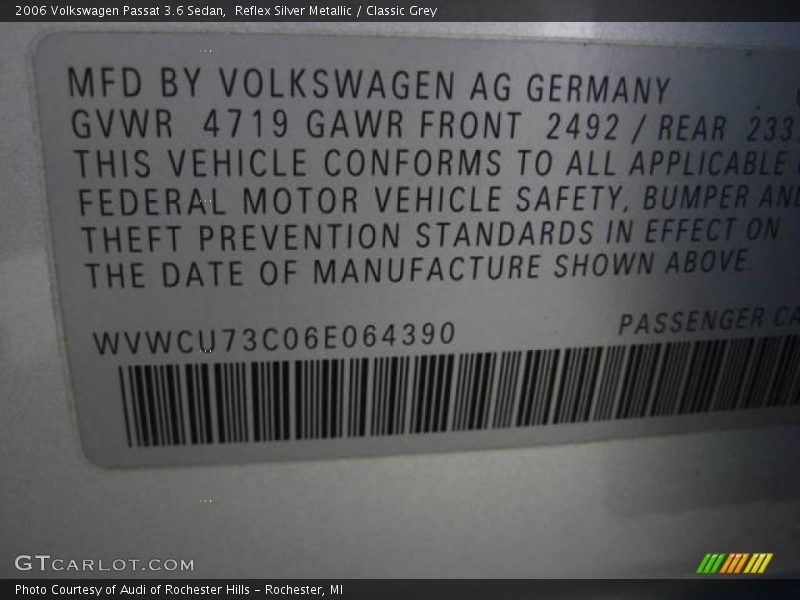 2006 Volkswagen Passat 3.6 Sedan,  Reflex Silver Metallic / Classic Grey
MFD BY VOLKSWAGEN AG GERMANY
GVWR 4719 GAWR FRONT 2492 / REAR 233
THIS VEHICLE CONFORMS TO ALL APPLICABLE
FEDERAL MOTOR VEHICLE SAFETY, BUMPER AND
THEFT PREVENTION STANDARDS IN EFFECT ON
THE DATE OF MANUFACTURE SHOWN ABOVE.
WVWCU73C06E064390 PASSENGER CA
GTCARLOT.COM
Photo Courtesy of Audi of Rochester Hills - Rochester, MI